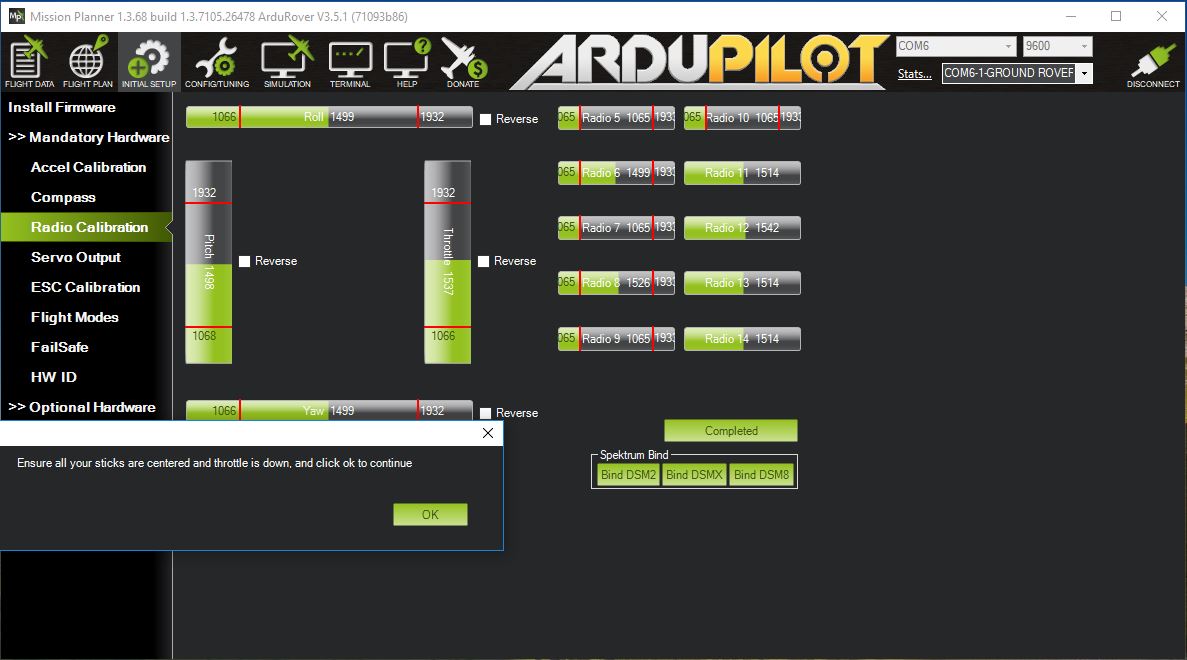 Mission Planner 1.3.68 build 1.3.7105.26478 ArduRover V3.5.1 (71093b86)
FLIGHT DATA FLIGHT PLAN INITIAL SETUP CONFIG/TUNING SIMULATION TERMINAL HELP DONATE
ARDUPILOT
COM6 9600
Stats... COM6-1-GROUND ROVEF
DISCONNECT
Install Firmware
>> Mandatory Hardware
Accel Calibration
Compass
Radio Calibration
Servo Output
ESC Calibration
Flight Modes
FailSafe
HW ID
>> Optional Hardware
1066 Roll 1499 1932 Reverse
1932
Pitch 1498
1068
Reverse
1932
Throttle 1537
1066
Reverse
1066 Yaw 1499 1932 Reverse
065 Radio 5 1065 1933
065 Radio 10 1065 1933
065 Radio 6 1499 1933
Radio 11 1514
065 Radio 7 1065 1933
Radio 12 1542
065 Radio 8 1526 1933
Radio 13 1514
065 Radio 9 1065 1933
Radio 14 1514
Completed
Spektrum Bind
Bind DSM2 Bind DSMX Bind DSM8
Ensure all your sticks are centered and throttle is down, and click ok to continue
OK